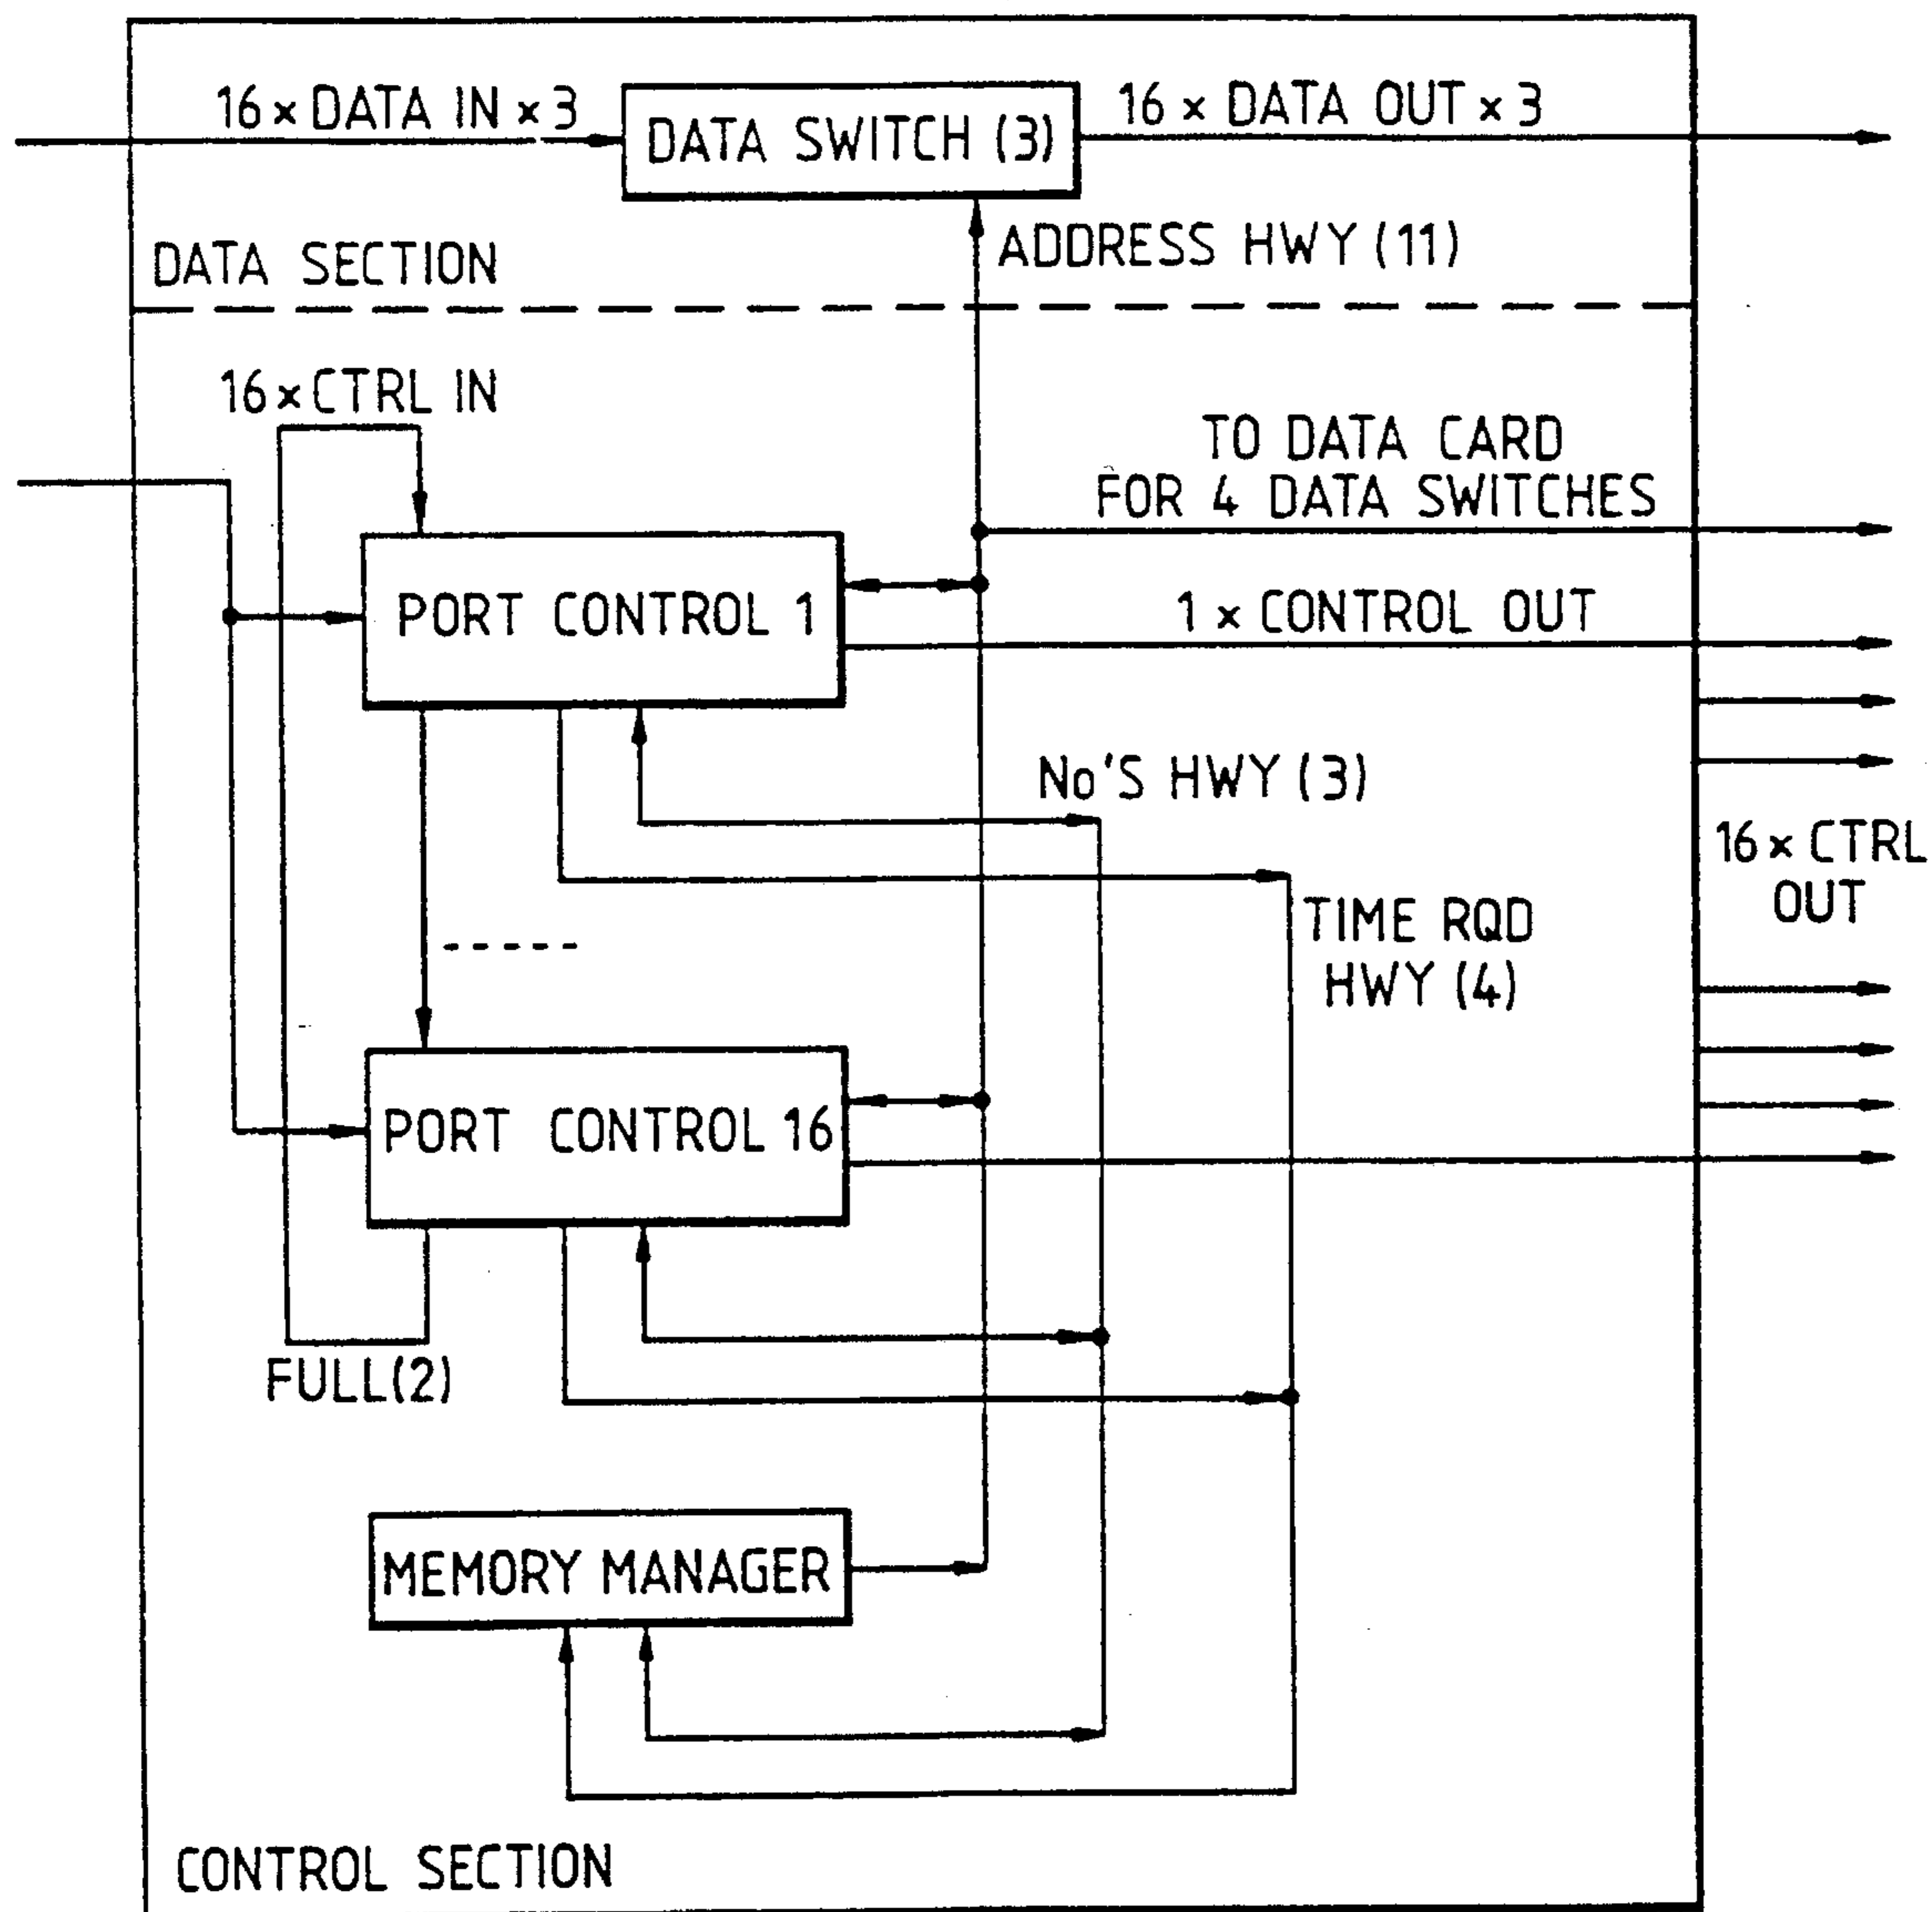 16 x DATA IN x 3
DATA SWITCH (3)
16 x DATA OUT x 3
ADDRESS HWY (11)
DATA SECTION
16 x CTRL IN
TO DATA CARD
FOR 4 DATA SWITCHES
PORT CONTROL 1
1 x CONTROL OUT
No'S HWY (3)
16 x CTRL
OUT
TIME RQD
HWY (4)
PORT CONTROL 16
FULL(2)
MEMORY MANAGER
CONTROL SECTION